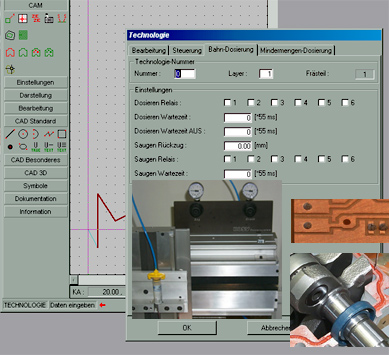 CAM
Einstellungen
Darstellung
Bearbeitung
CAD Standard
CAD Besonderes
CAD 3D
Symbole
Dokumentation
Information
KA : 20.00
TECHNOLOGIE Daten eingeben
Technologie
Bearbeitung Steuerung Bahn-Dosierung Mindermengen-Dosierung
Technologie-Nummer
Nummer : 0 Layer : 1 Frästeil : 1
Einstellungen
Dosieren Relais : 1 2 3 4 5 6
Dosieren Wartezeit : 0 [*55 ms]
Dosieren Wartezeit AUS : 0 [*55 ms]
Saugen Rückzug : 0.00 [mm]
Saugen Relais : 1 2 3 4 5 6
Saugen Wartezeit : 0 [*55 ms]
OK Abbrechen